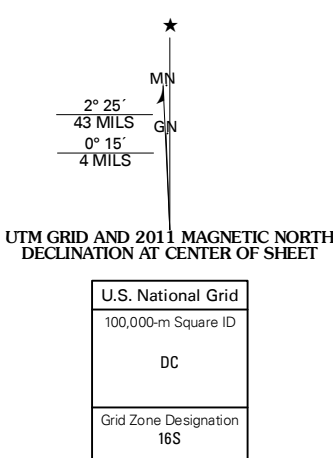 MN
2° 25´
43 MILS
GN
0° 15´
4 MILS
UTM GRID AND 2011 MAGNETIC NORTH
DECLINATION AT CENTER OF SHEET
U.S. National Grid
100,000-m Square ID
DC
Grid Zone Designation
16S